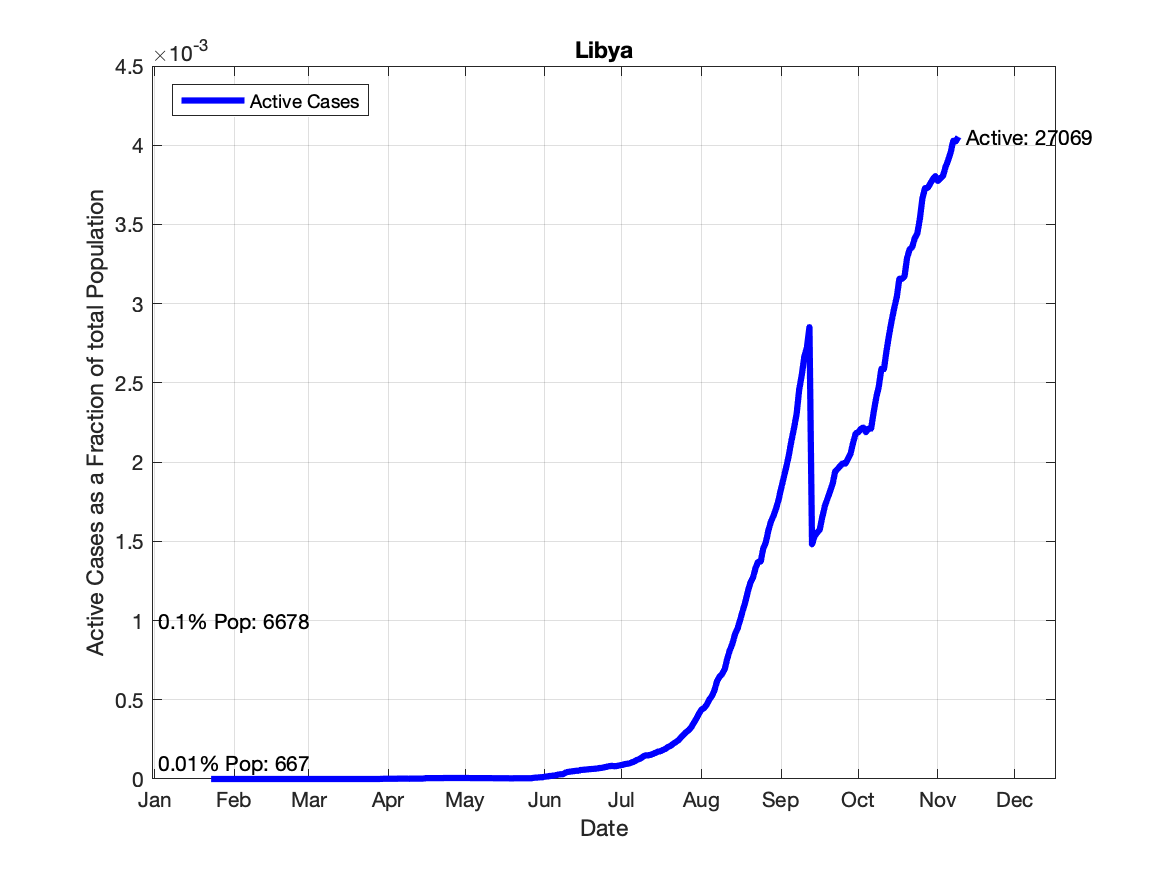 Libya
×10-3
4.5
4
3.5
3
2.5
2
1.5
1
0.5
0
Active Cases as a Fraction of total Population
Active Cases
Active: 27069
0.1% Pop: 6678
0.01% Pop: 667
Jan Feb Mar Apr May Jun Jul Aug Sep Oct Nov Dec
Date